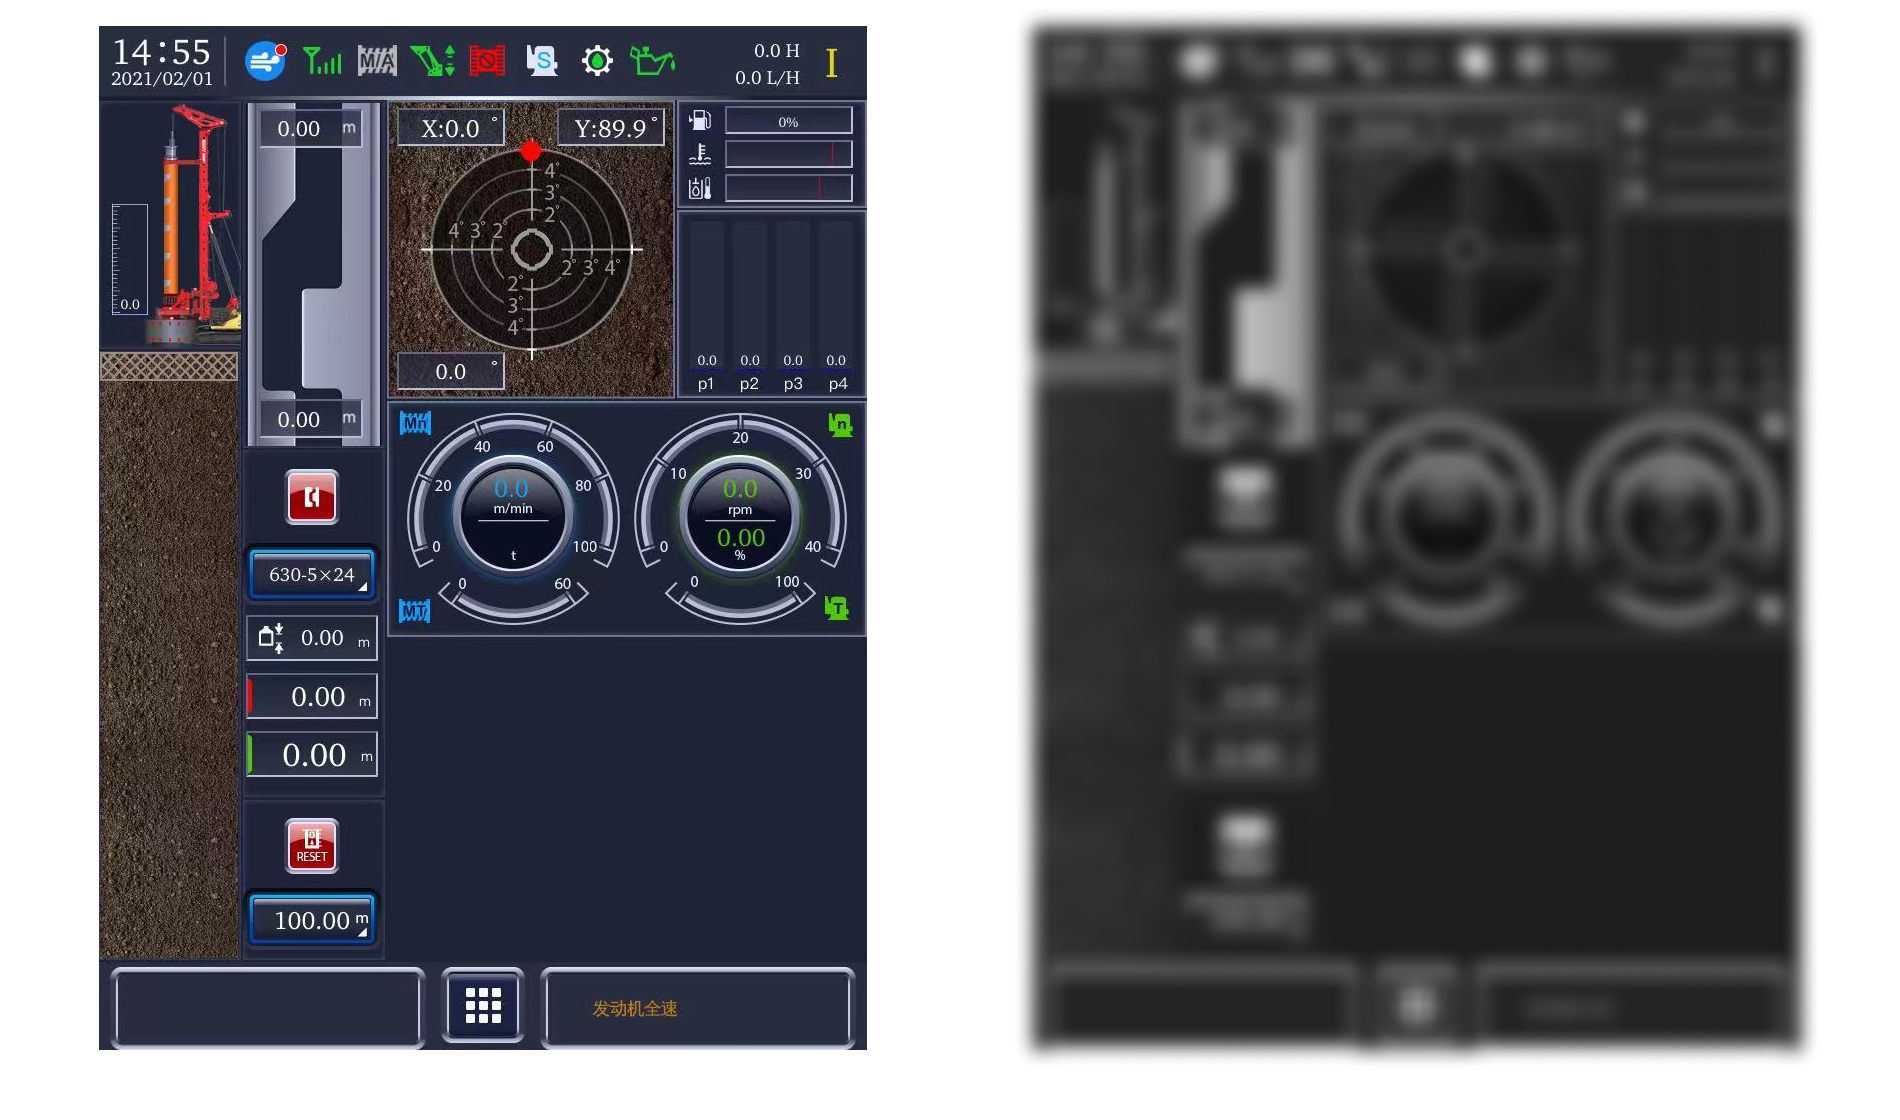 14:55
2021/02/01
M/A
S
0.0 H
0.0 L/H
I
0.00 m
X:0.0 °
Y:89.9 °
0%
4°
3°
2°
4° 3° 2°
2° 3° 4°
2°
3°
4°
0.0
0.0 °
0.0 0.0 0.0 0.0
p1 p2 p3 p4
0.00 m
Mn
n
0 20 40 60 80 100
0.0
m/min
t
0 60
MT
0 10 20 30 40
0.0
rpm
0.00
%
0 100
T
630-5×24
0.00 m
0.00 m
0.00 m
RESET
100.00 m
发动机全速